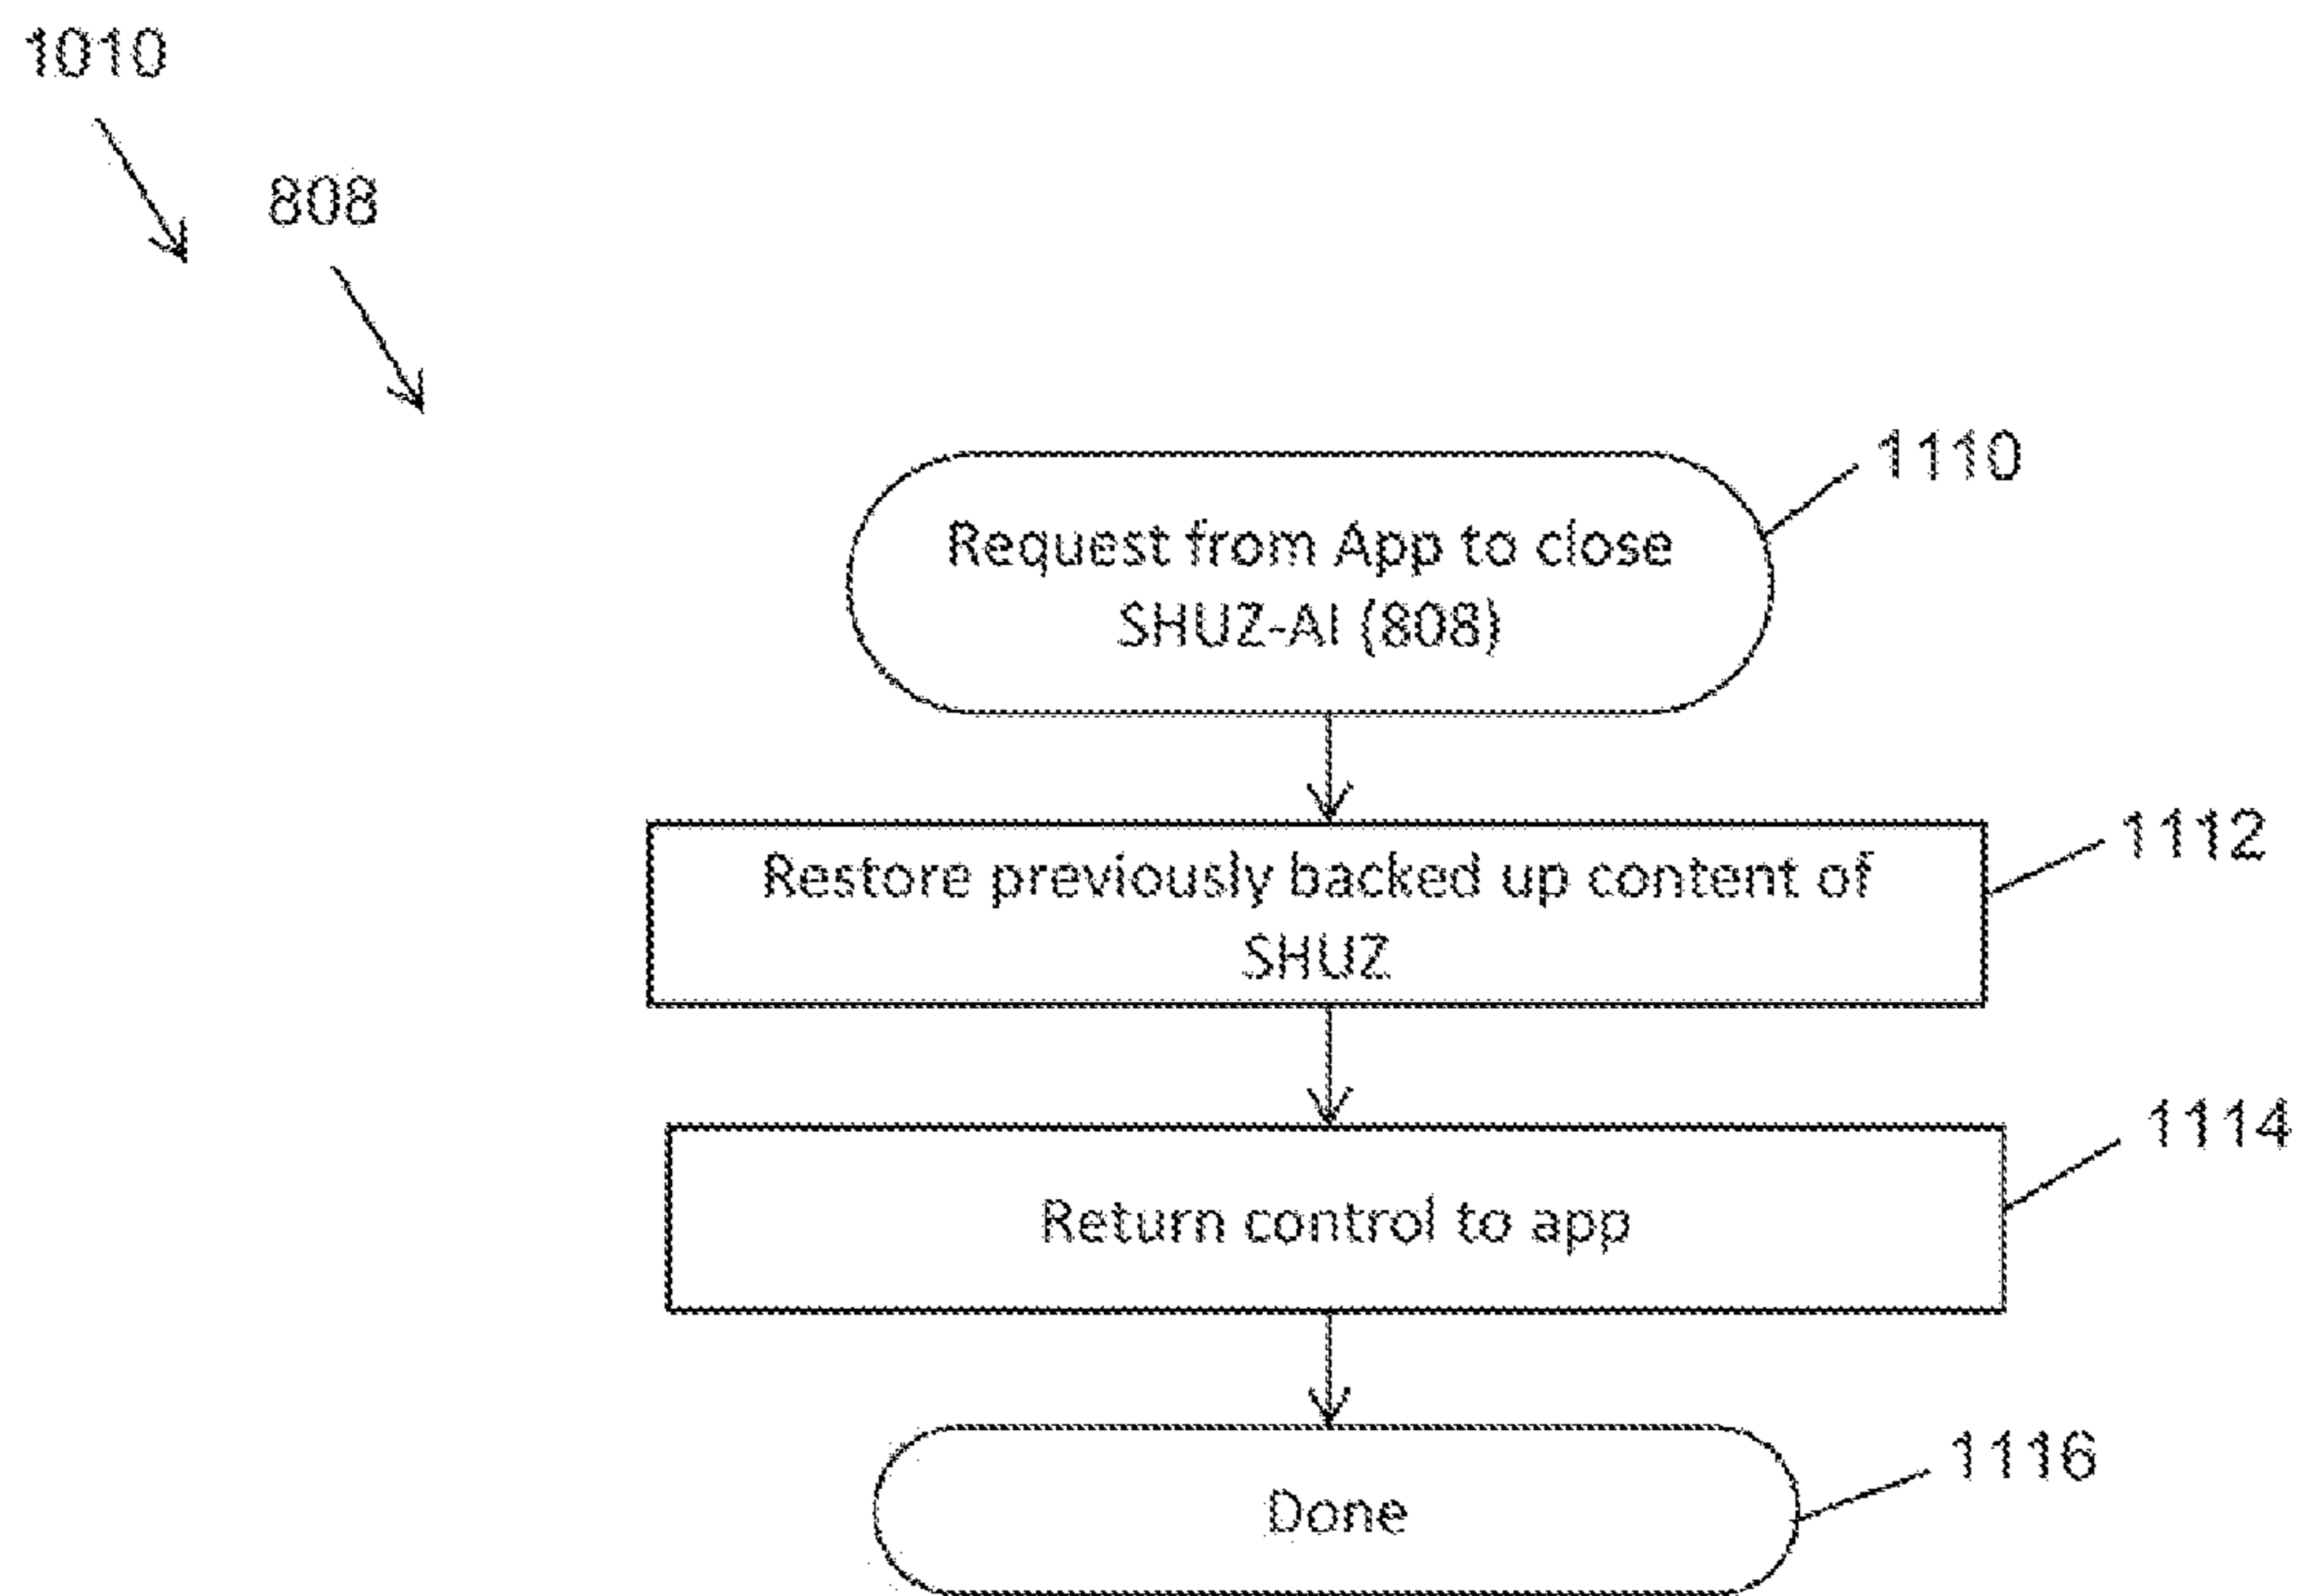 1010
808
1110
Request from App to close
SHUZ-AI (808)
1112
Restore previously backed up content of
SHUZ
1114
Return control to app
1116
Done